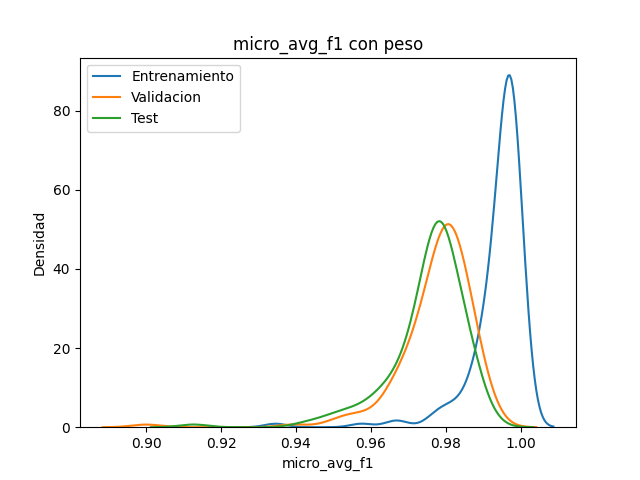 micro_avg_f1 con peso
Entrenamiento
Validacion
Test
Densidad
80
60
40
20
0
0.90 0.92 0.94 0.96 0.98 1.00
micro_avg_f1